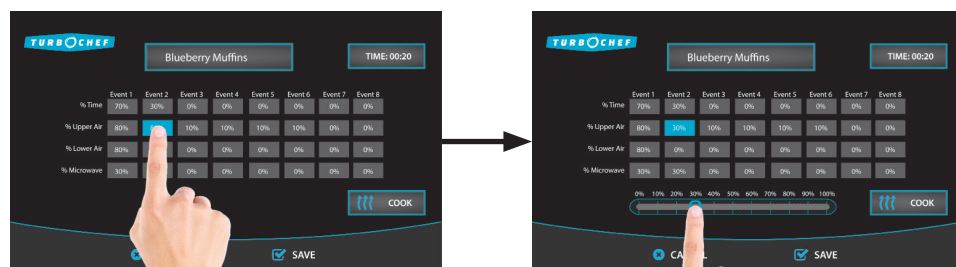 TURBOCHEF
Blueberry Muffins
TIME: 00:20
Event 1 Event 2 Event 3 Event 4 Event 5 Event 6 Event 7 Event 8
% Time 70% 30% 0% 0% 0% 0% 0% 0%
% Upper Air 80% 10% 10% 10% 10% 0% 0%
% Lower Air 80% 0% 0% 0% 0% 0% 0%
% Microwave 30% 0% 0% 0% 0% 0% 0%
COOK
SAVE
TURBOCHEF
Blueberry Muffins
TIME: 00:20
Event 1 Event 2 Event 3 Event 4 Event 5 Event 6 Event 7 Event 8
% Time 70% 30% 0% 0% 0% 0% 0% 0%
% Upper Air 80% 30% 10% 10% 10% 10% 0% 0%
% Lower Air 80% 0% 0% 0% 0% 0% 0% 0%
% Microwave 30% 30% 0% 0% 0% 0% 0% 0%
0% 10% 20% 30% 40% 50% 60% 70% 80% 90% 100%
COOK
SAVE